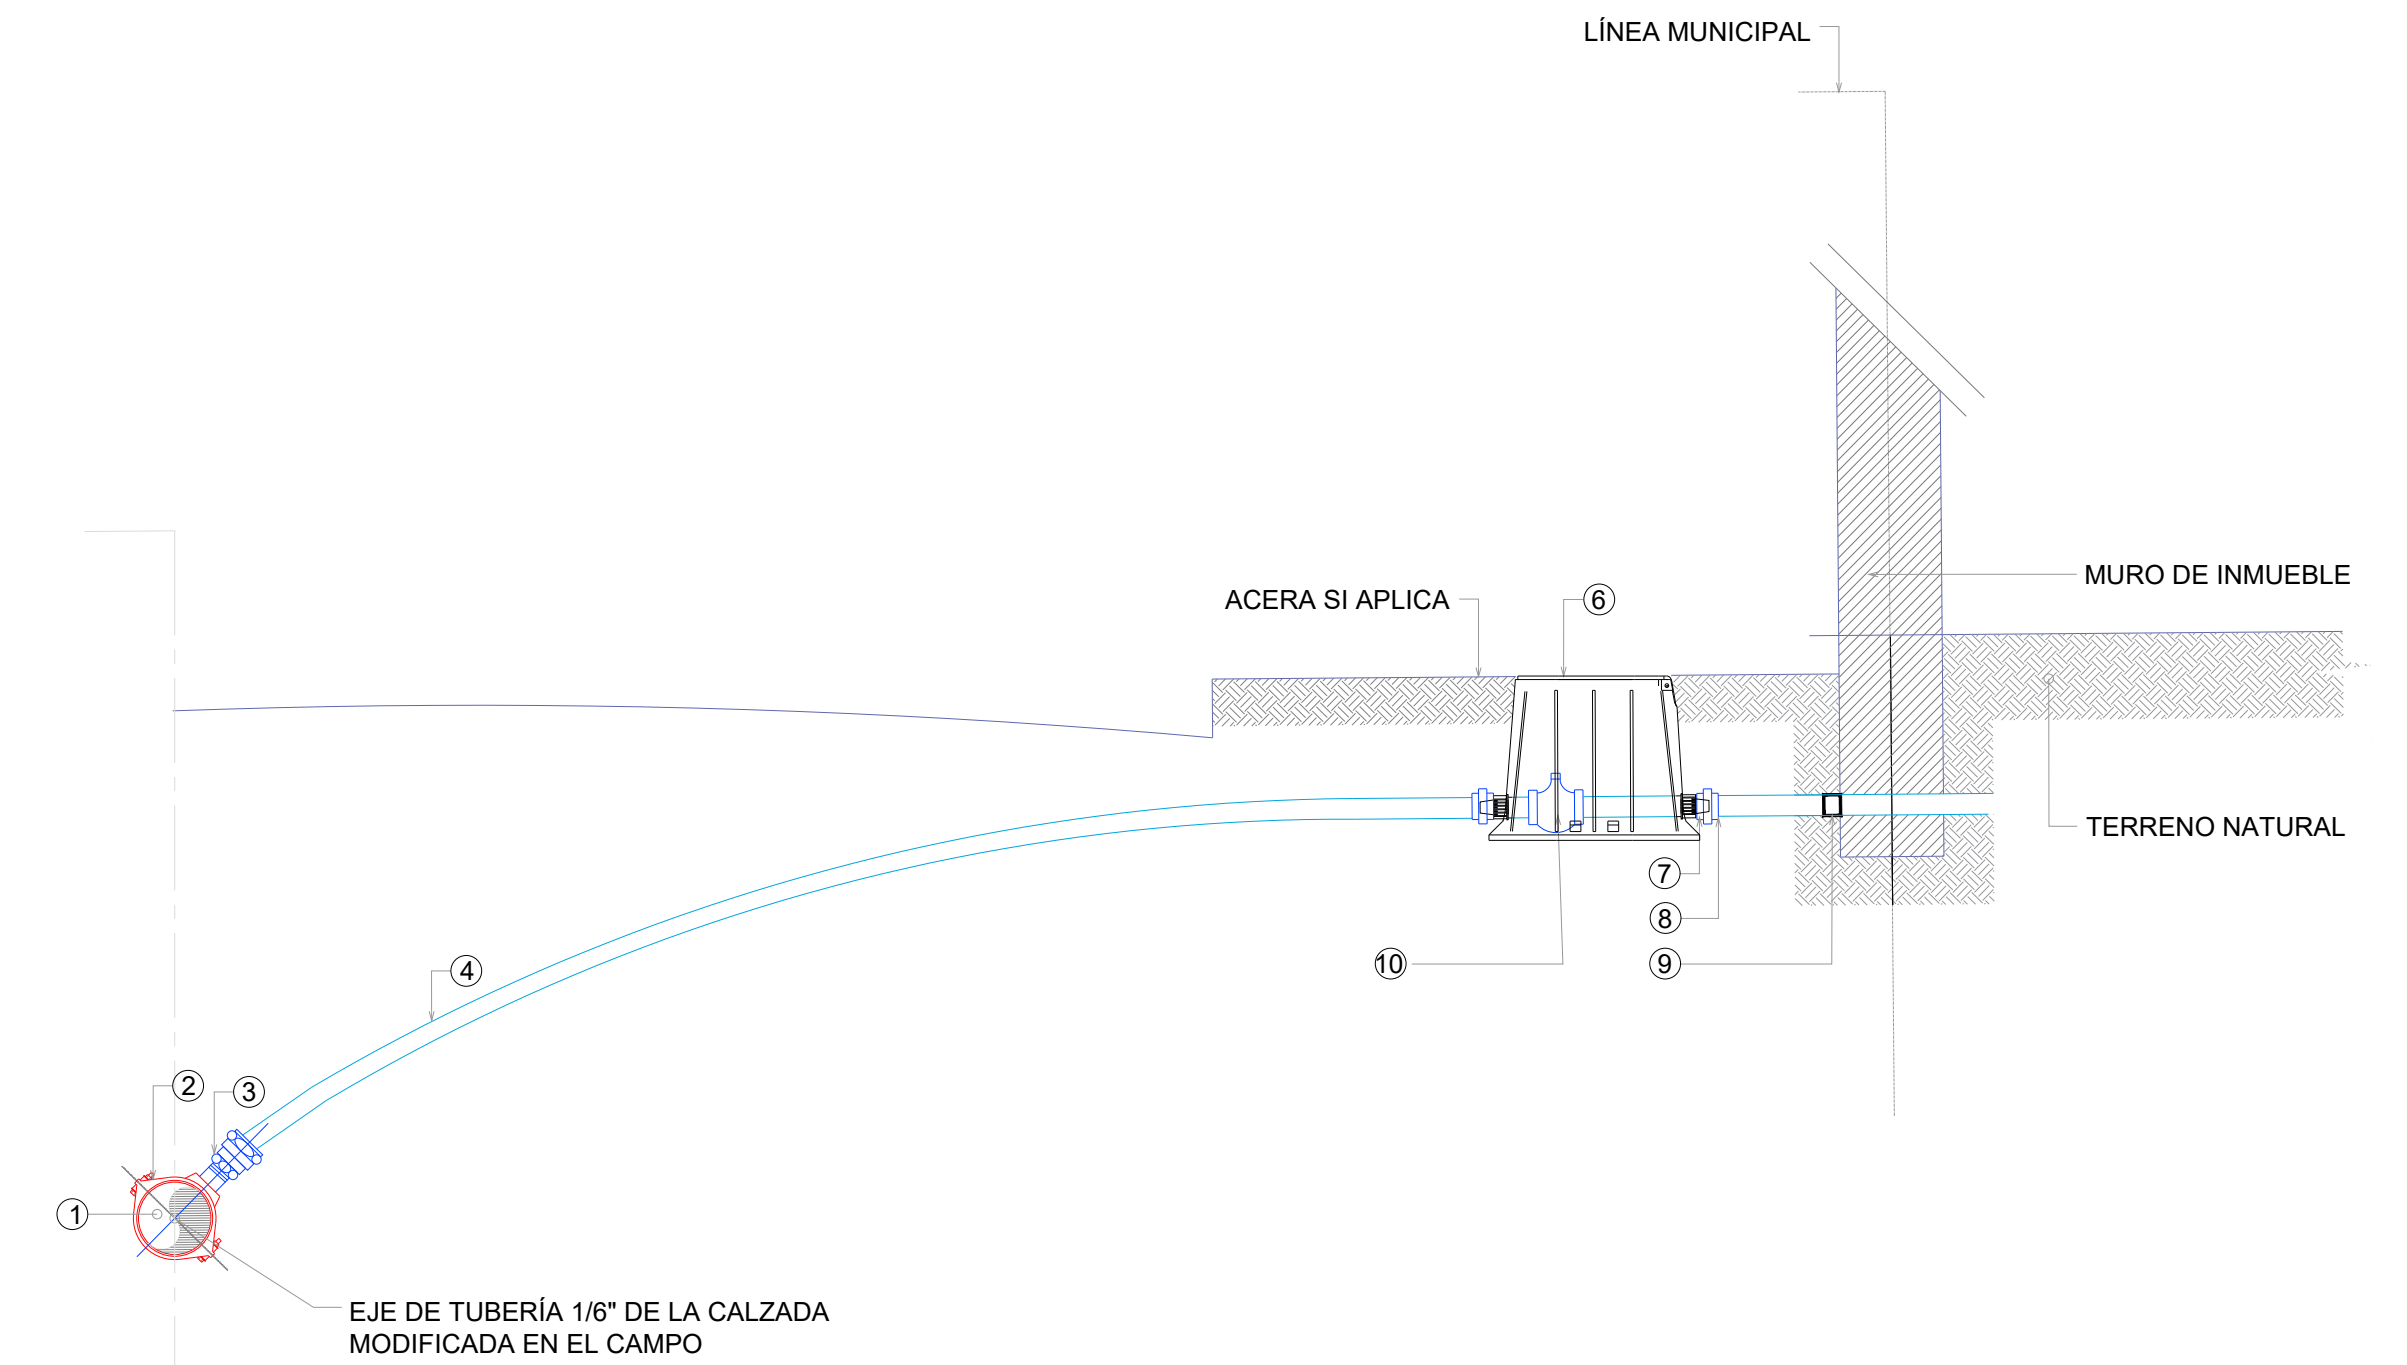 LÍNEA MUNICIPAL
MURO DE INMUEBLE
ACERA SI APLICA
6
TERRENO NATURAL
7
8
10
9
4
2
3
1
EJE DE TUBERÍA 1/6" DE LA CALZADA
MODIFICADA EN EL CAMPO